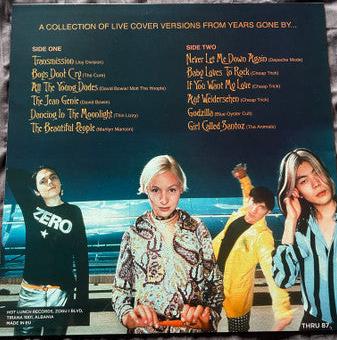 A COLLECTION OF LIVE COVER VERSIONS FROM YEARS GONE BY...
SIDE ONE
Transmission (Joy Division)
Boys Dont Cry (The Cure)
All The Young Dudes (David Bowie/ Mott The Hoople)
The Jean Genie (David Bowie)
Dancing In The Moonlight (Thin Lizzy)
The Beautiful People (Marilyn Manson)
SIDE TWO
Never Let Me Down Again (Depeche Mode)
Baby Loves To Rock (Cheap Trick)
If You Want My Love (Cheap Trick)
Auf Weidersehen (Cheap Trick)
Godzilla (Blue Oyster Cult)
Girl Called Sandoz (The Animals)
ZERO
HOT LUNCH RECORDS, ZOGU I BLVD,
TIRANA 1001, ALBANIA
MADE IN EU
THRU 87